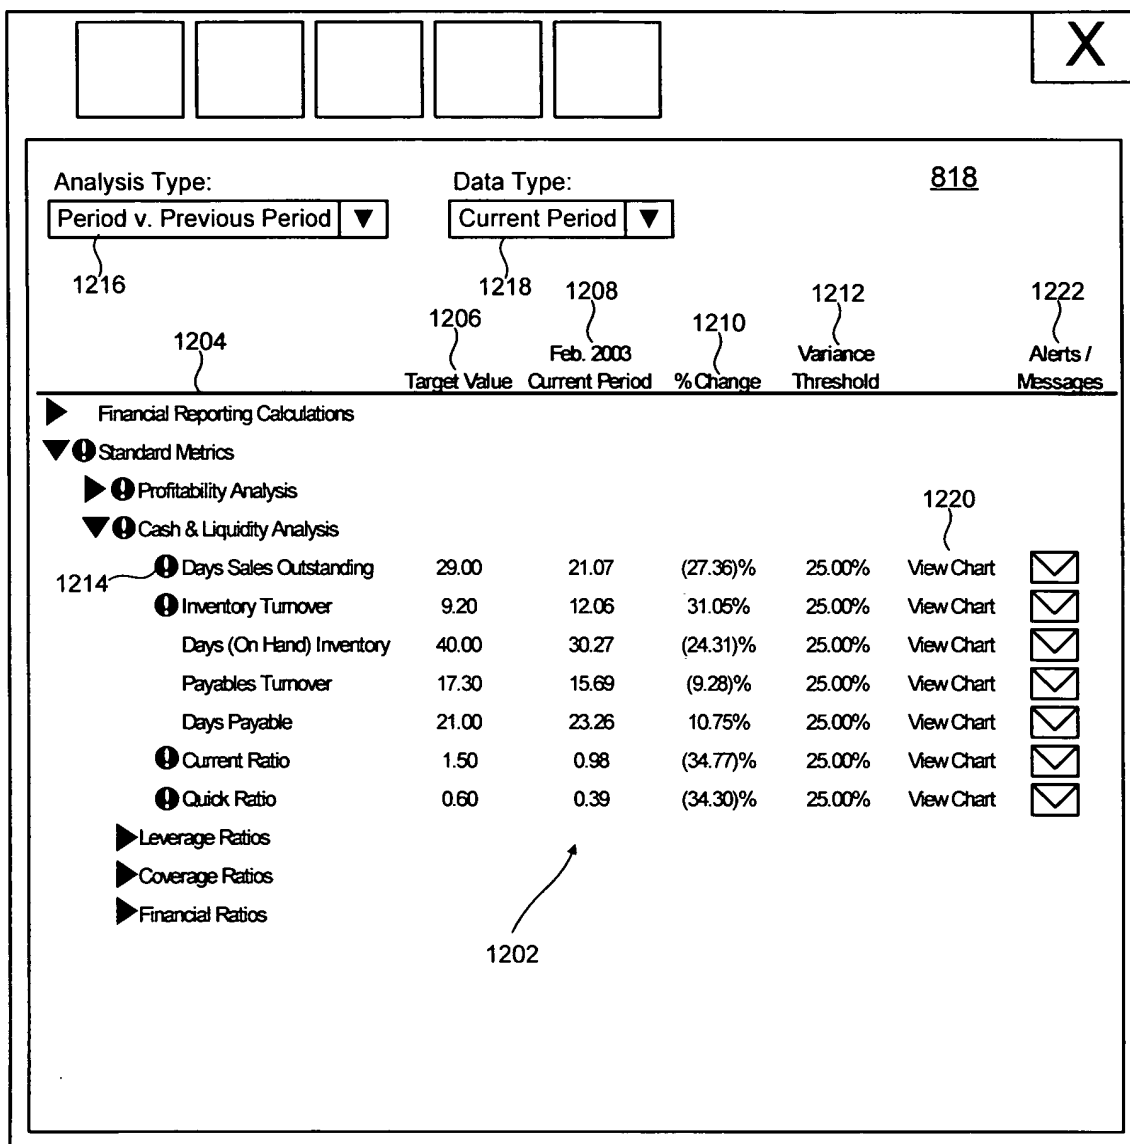 X
818
Analysis Type: Data Type:
Period v. Previous Period Current Period
1216 1218 1208 1212 1222
1204 1206 1210
Feb. 2003 Variance Alerts /
Target Value Current Period % Change Threshold Messages
Financial Reporting Calculations
Standard Metrics
Profitability Analysis
1220
Cash & Liquidity Analysis
Days Sales Outstanding 29.00 21.07 (27.36)% 25.00% View Chart
1214
Inventory Turnover 9.20 12.06 31.05% 25.00% View Chart
Days (On Hand) Inventory 40.00 30.27 (24.31)% 25.00% View Chart
Payables Turnover 17.30 15.69 (9.28)% 25.00% View Chart
Days Payable 21.00 23.26 10.75% 25.00% View Chart
Current Ratio 1.50 0.98 (34.77)% 25.00% View Chart
Quick Ratio 0.60 0.39 (34.30)% 25.00% View Chart
Leverage Ratios
Coverage Ratios
Financial Ratios
1202